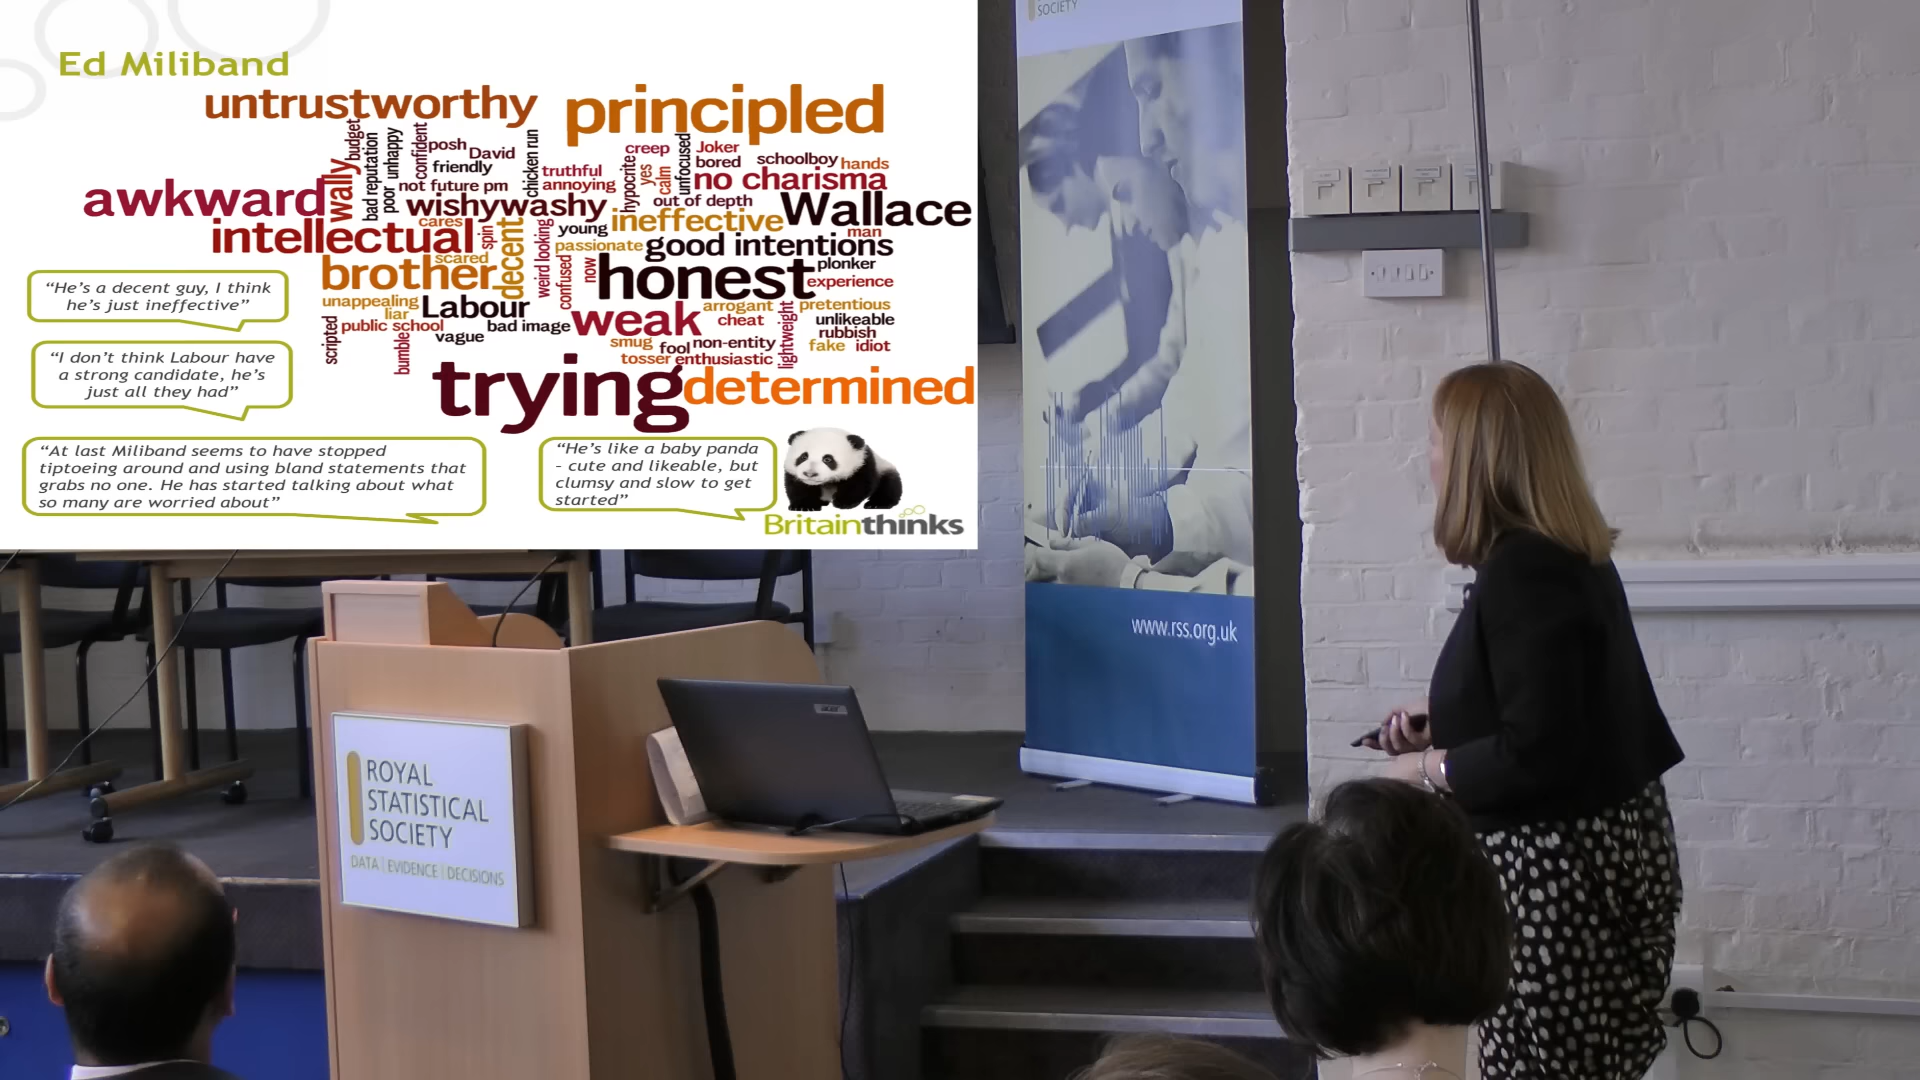 Ed Miliband
untrustworthy
principled
budget
bad reputation
poor
unhappy
confident
posh
David
friendly
chicken run
not future pm
truthful
annoying
creep
hypocrite
yes
calm
unfocused
Joker
bored
schoolboy
hands
no charisma
awkward
wally
wishywashy
out of depth
Wallace
intellectual
cares
spin
decent
weird looking
young
ineffective
man
passionate
good intentions
scared
brother
confused
now
honest
plonker
experience
unappealing
liar
Labour
arrogant
pretentious
scripted
public school
bumble
vague
bad image
weak
cheat
lightweight
unlikeable
rubbish
smug
fool
non-entity
fake
idiot
tosser
enthusiastic
trying
determined
“He’s a decent guy, I think
he’s just ineffective”
“I don’t think Labour have
a strong candidate, he’s
just all they had”
“At last Miliband seems to have stopped
tiptoeing around and using bland statements that
grabs no one. He has started talking about what
so many are worried about”
“He’s like a baby panda
- cute and likeable, but
clumsy and slow to get
started”
Britainthinks
SOCIETY
www.rss.org.uk
acer
ROYAL
STATISTICAL
SOCIETY
DATA | EVIDENCE | DECISIONS